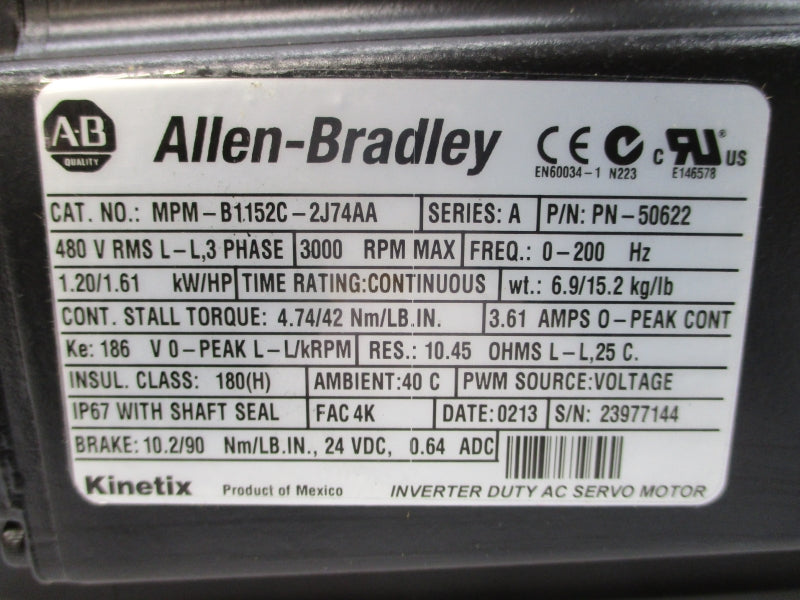 A-B QUALITY Allen-Bradley CE EN60034-1 N223 c RU ® US E146578
CAT. NO.: MPM-B1152C-2J74AA SERIES: A P/N: PN-50622
480 V RMS L-L,3 PHASE 3000 RPM MAX FREQ.: 0-200 Hz
1.20/1.61 kW/HP TIME RATING:CONTINUOUS wt.: 6.9/15.2 kg/lb
CONT. STALL TORQUE: 4.74/42 Nm/LB.IN. 3.61 AMPS 0-PEAK CONT
Ke: 186 V 0-PEAK L-L/kRPM RES.: 10.45 OHMS L-L,25 C.
INSUL. CLASS: 180(H) AMBIENT:40 C PWM SOURCE:VOLTAGE
IP67 WITH SHAFT SEAL FAC 4K DATE: 0213 S/N: 23977144
BRAKE: 10.2/90 Nm/LB.IN., 24 VDC, 0.64 ADC
Kinetix Product of Mexico INVERTER DUTY AC SERVO MOTOR